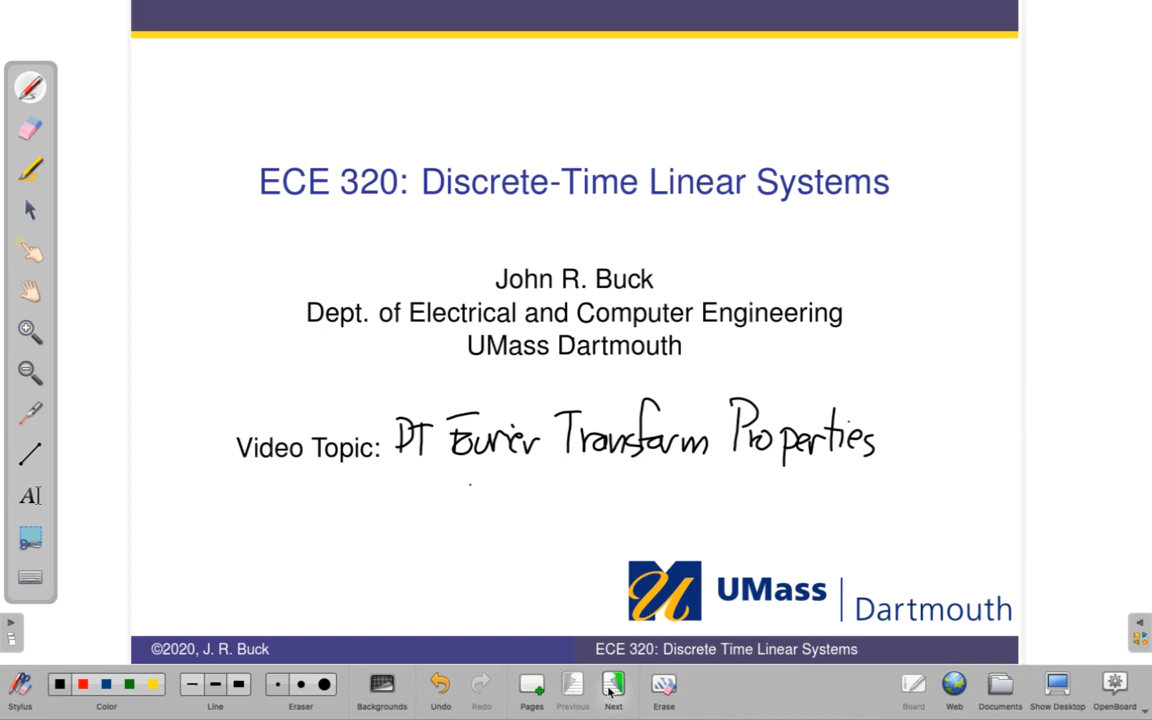 ECE 320: Discrete-Time Linear Systems
John R. Buck
Dept. of Electrical and Computer Engineering
UMass Dartmouth
Video Topic: DT Fourier Transform Properties
UMass | Dartmouth
©2020, J. R. Buck
ECE 320: Discrete Time Linear Systems
AI
Stylus
Color
Line
Eraser
Backgrounds
Undo
Redo
Pages
Previous
Next
Erase
Board
Web
Documents
Show Desktop
OpenBoard